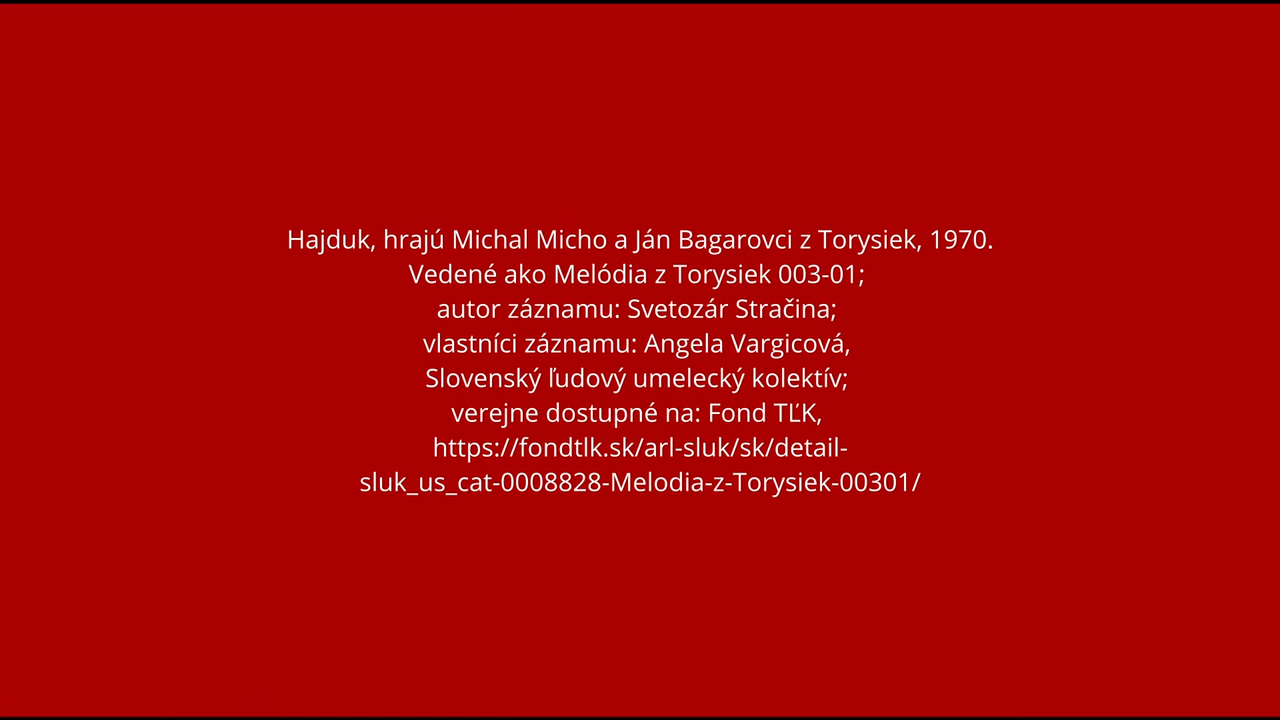 Hajduk, hrajú Michal Micho a Ján Bagarovci z Torysiek, 1970.
Vedené ako Melódia z Torysiek 003-01;
autor záznamu: Svetozár Stračina;
vlastníci záznamu: Angela Vargicová,
Slovenský ľudový umelecký kolektív;
verejne dostupné na: Fond TĽK,
https://fondtlk.sk/arl-sluk/sk/detail-
sluk_us_cat-0008828-Melodia-z-Torysiek-00301/